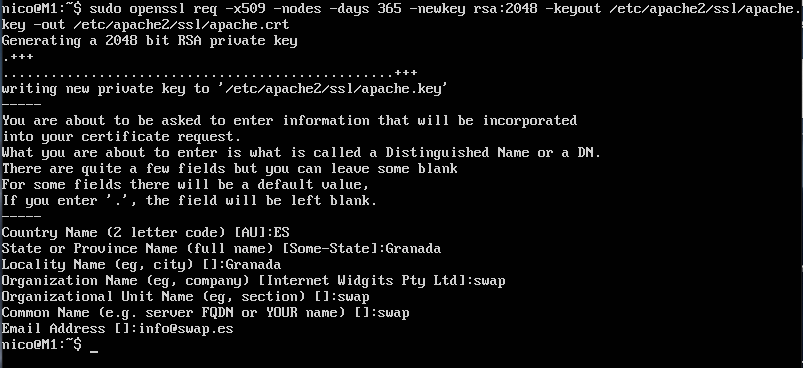 nico@M1:~$ sudo openssl req -x509 -nodes -days 365 -newkey rsa:2048 -keyout /etc/apache2/ssl/apache.
key -out /etc/apache2/ssl/apache.crt
Generating a 2048 bit RSA private key
.+++
..................................................+++
writing new private key to '/etc/apache2/ssl/apache.key'
-----
You are about to be asked to enter information that will be incorporated
into your certificate request.
What you are about to enter is what is called a Distinguished Name or a DN.
There are quite a few fields but you can leave some blank
For some fields there will be a default value,
If you enter '.', the field will be left blank.
-----
Country Name (2 letter code) [AU]:ES
State or Province Name (full name) [Some-State]:Granada
Locality Name (eg, city) []:Granada
Organization Name (eg, company) [Internet Widgits Pty Ltd]:swap
Organizational Unit Name (eg, section) []:swap
Common Name (e.g. server FQDN or YOUR name) []:swap
Email Address []:info@swap.es
nico@M1:~$ _